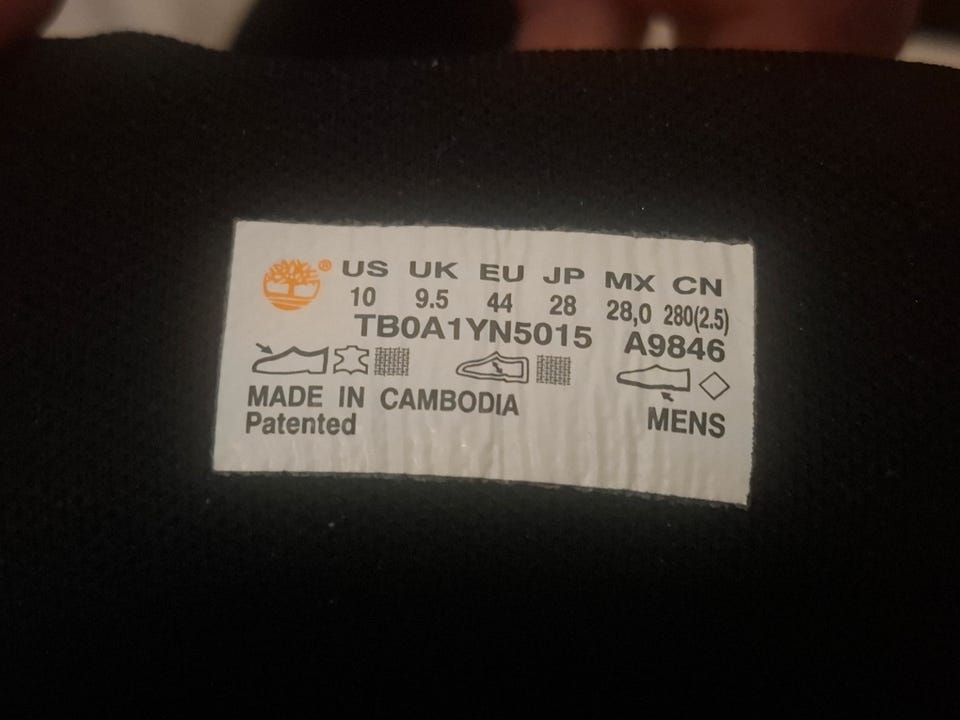 ® US UK EU JP MX CN
10 9.5 44 28 28,0 280(2.5)
TB0A1YN5015 A9846
MADE IN CAMBODIA
Patented MENS